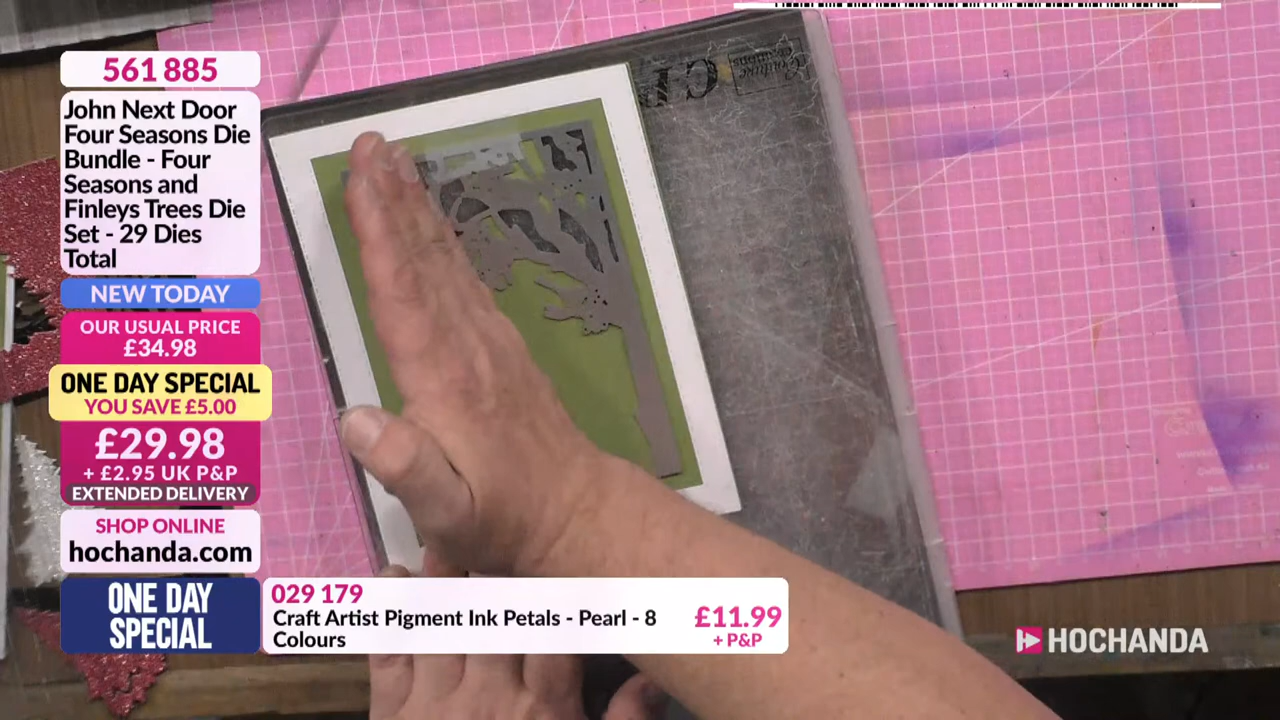 561 885
John Next Door
Four Seasons Die
Bundle - Four
Seasons and
Finleys Trees Die
Set - 29 Dies
Total
NEW TODAY
OUR USUAL PRICE
£34.98
ONE DAY SPECIAL
YOU SAVE £5.00
£29.98
+ £2.95 UK P&P
EXTENDED DELIVERY
SHOP ONLINE
hochanda.com
ONE DAY
SPECIAL
029 179
Craft Artist Pigment Ink Petals - Pearl - 8
Colours
£11.99
+ P&P
HOCHANDA